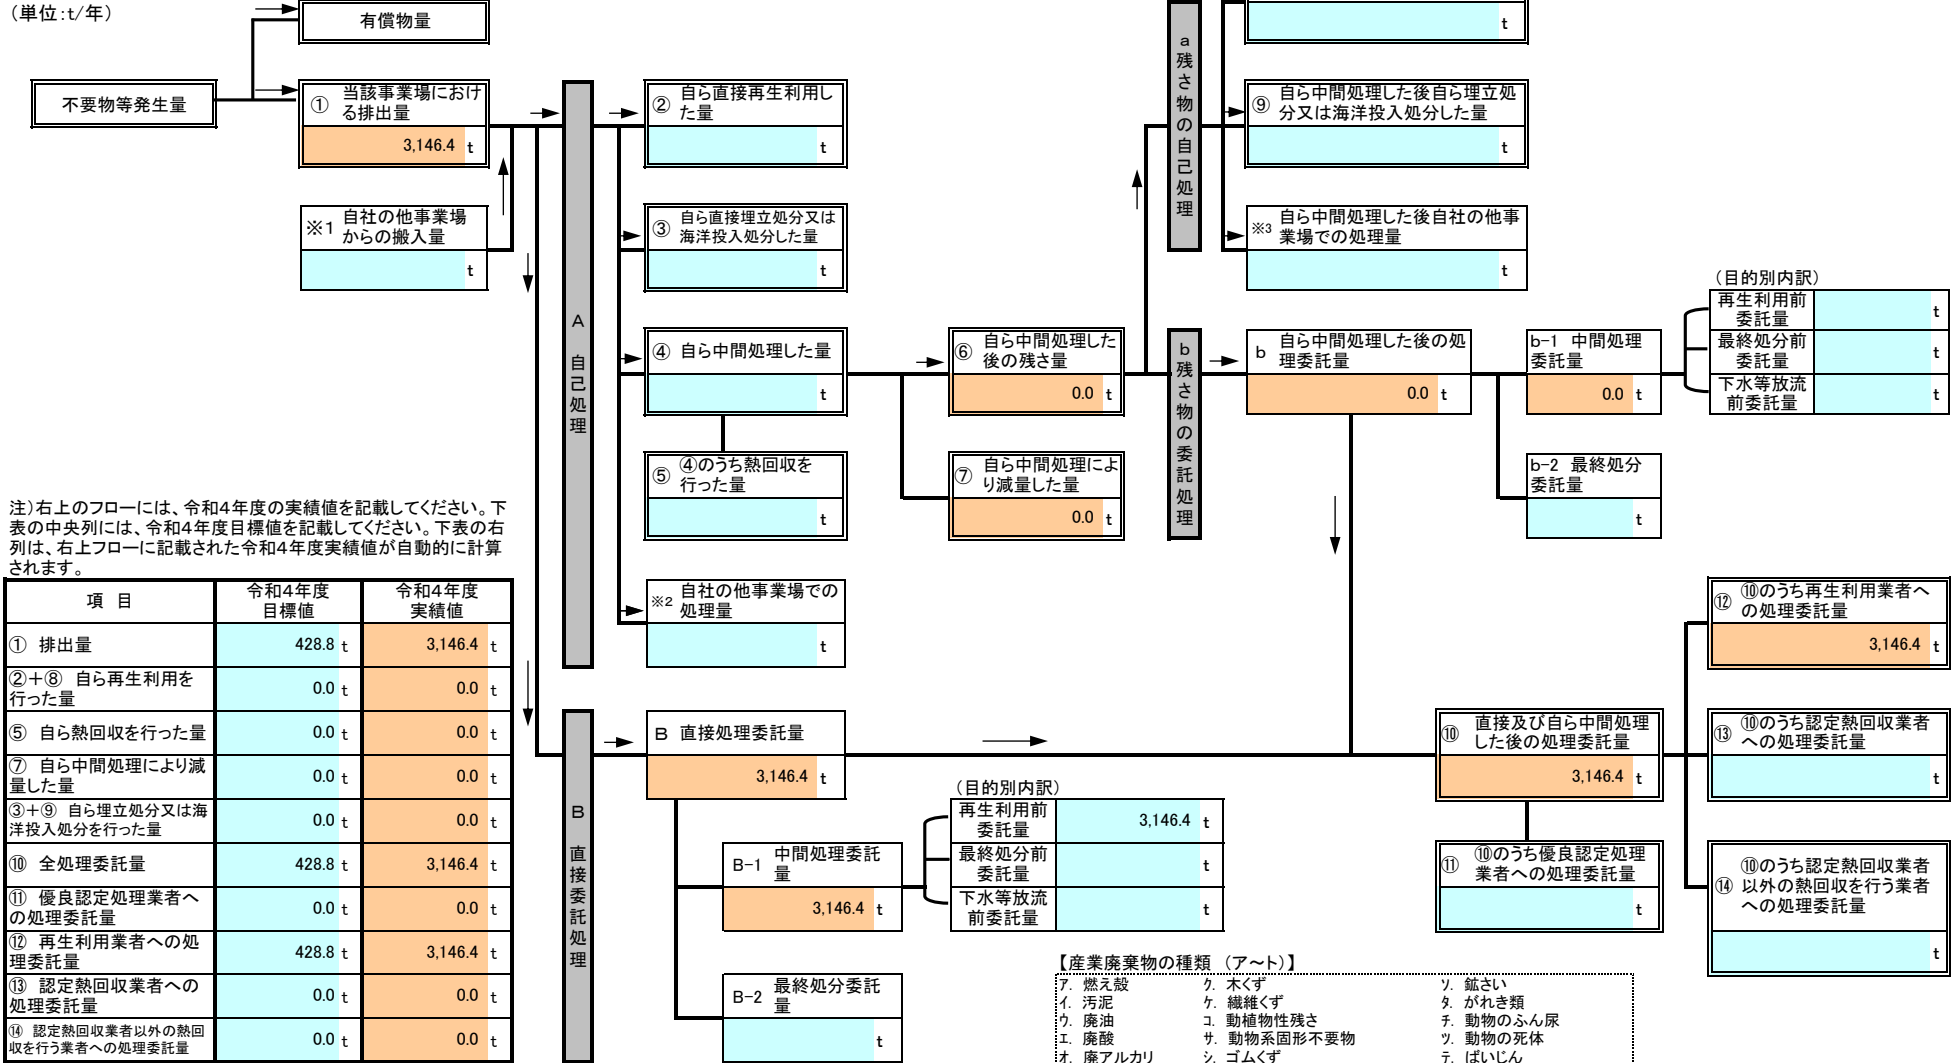 (単位:t/年)
有償物量
不要物等発生量
① 当該事業場におけ
る排出量
3,146.4 t
※1 自社の他事業場
からの搬入量
t
A 自己処理
② 自ら直接再生利用し
た量
t
③ 自ら直接埋立処分又は
海洋投入処分した量
t
④ 自ら中間処理した量
t
⑤ ④のうち熱回収を
行った量
t
※2 自社の他事業場での
処理量
t
⑥ 自ら中間処理した
後の残さ量
0.0 t
⑦ 自ら中間処理によ
り減量した量
0.0 t
a 残さ物の自己処理
t
⑨ 自ら中間処理した後自ら埋立処
分又は海洋投入処分した量
t
※3 自ら中間処理した後自社の他事
業場での処理量
t
b 残さ物の委託処理
b 自ら中間処理した後の処
理委託量
0.0 t
b-1 中間処理
委託量
0.0 t
b-2 最終処分
委託量
t
(目的別内訳)
再生利用前
委託量
t
最終処分前
委託量
t
下水等放流
前委託量
t
注)右上のフローには、令和4年度の実績値を記載してください。下
表の中央列には、令和4年度目標値を記載してください。下表の右
列は、右上フローに記載された令和4年度実績値が自動的に計算
されます。
項 目 令和4年度
目標値 令和4年度
実績値
① 排出量 428.8 t 3,146.4 t
②+⑧ 自ら再生利用を
行った量 0.0 t 0.0 t
⑤ 自ら熱回収を行った量 0.0 t 0.0 t
⑦ 自ら中間処理により減
量した量 0.0 t 0.0 t
③+⑨ 自ら埋立処分又は海
洋投入処分を行った量 0.0 t 0.0 t
⑩ 全処理委託量 428.8 t 3,146.4 t
⑪ 優良認定処理業者へ
の処理委託量 0.0 t 0.0 t
⑫ 再生利用業者への処
理委託量 428.8 t 3,146.4 t
⑬ 認定熱回収業者への
処理委託量 0.0 t 0.0 t
⑭ 認定熱回収業者以外の熱回
収を行う業者への処理委託量 0.0 t 0.0 t
B 直接委託処理
B 直接処理委託量
3,146.4 t
B-1 中間処理委託
量
3,146.4 t
B-2 最終処分委託
量
t
(目的別内訳)
再生利用前
委託量
3,146.4 t
最終処分前
委託量
t
下水等放流
前委託量
t
⑩ 直接及び自ら中間処理
した後の処理委託量
3,146.4 t
⑪ ⑩のうち優良認定処理
業者への処理委託量
t
⑫ ⑩のうち再生利用業者へ
の処理委託量
3,146.4 t
⑬ ⑩のうち認定熱回収業者
への処理委託量
t
⑭ ⑩のうち認定熱回収業者
以外の熱回収を行う業者
への処理委託量
t
【産業廃棄物の種類 (ア~ト)】
ア. 燃え殻 ク. 木くず ソ. 鉱さい
イ. 汚泥 ケ. 繊維くず タ. がれき類
ウ. 廃油 コ. 動植物性残さ チ. 動物のふん尿
エ. 廃酸 サ. 動物系固形不要物 ツ. 動物の死体
オ. 廃アルカリ シ. ゴムくず テ. ばいじん